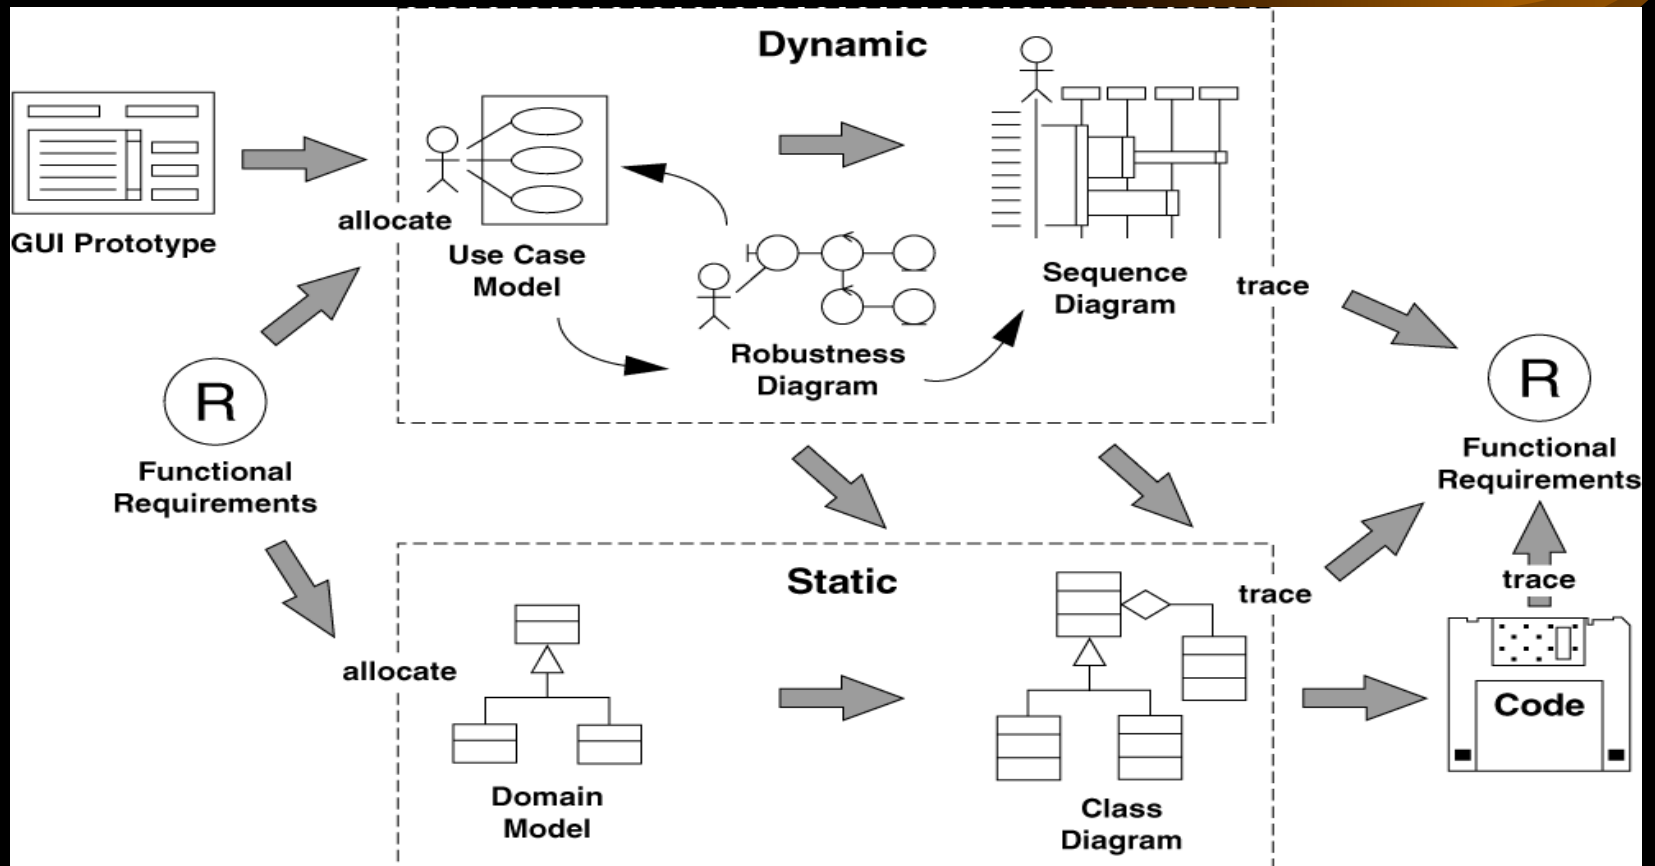 Dynamic
GUI Prototype
allocate
Use Case
Model
Robustness
Diagram
Sequence
Diagram
trace
R
Functional
Requirements
R
Functional
Requirements
Static
allocate
Domain
Model
Class
Diagram
trace
trace
Code